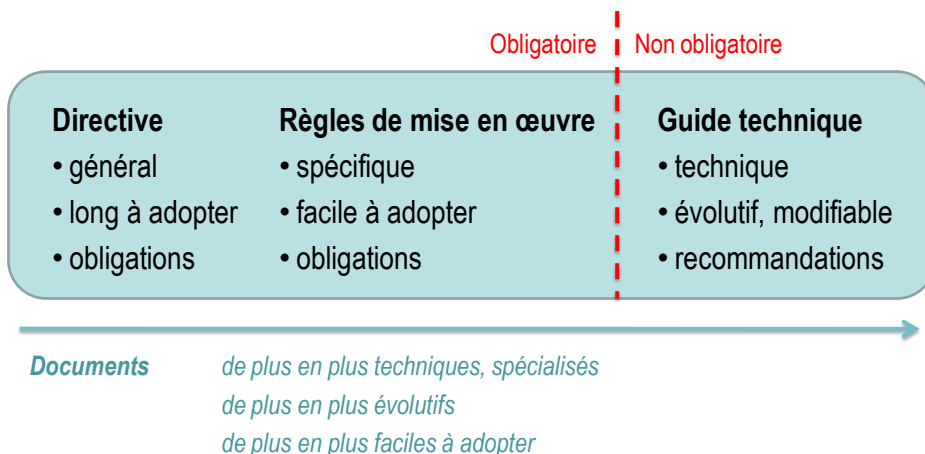 Obligatoire Non obligatoire
Directive Règles de mise en œuvre Guide technique
• général • spécifique • technique
• long à adopter • facile à adopter • évolutif, modifiable
• obligations • obligations • recommandations
Documents de plus en plus techniques, spécialisés
de plus en plus évolutifs
de plus en plus faciles à adopter